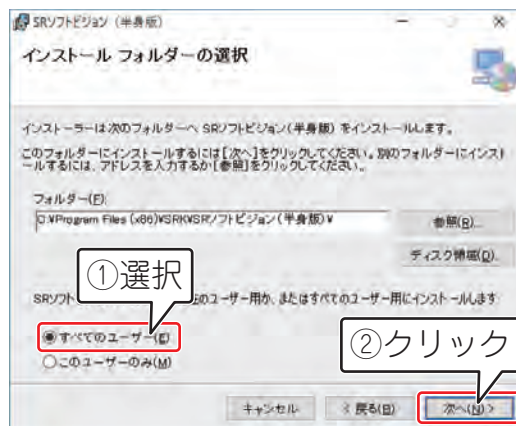 SRソフトビジョン（半身版）
インストール フォルダーの選択
インストーラーは次のフォルダーへ SRソフトビジョン(半身版) をインストールします。
このフォルダーにインストールするには[次へ]をクリックしてください。別のフォルダーにインスト
ールするには、アドレスを入力するか[参照]をクリックしてください。
フォルダー(F):
C:¥Program Files (x86)¥SRK¥SRソフトビジョン(半身版)¥
参照(R)...
ディスク領域(D)...
①選択
SRソフト
のユーザー用か、またはすべてのユーザー用にインストールします
すべてのユーザー(E)
このユーザーのみ(M)
②クリック
キャンセル
< 戻る(B)
次へ(N) >